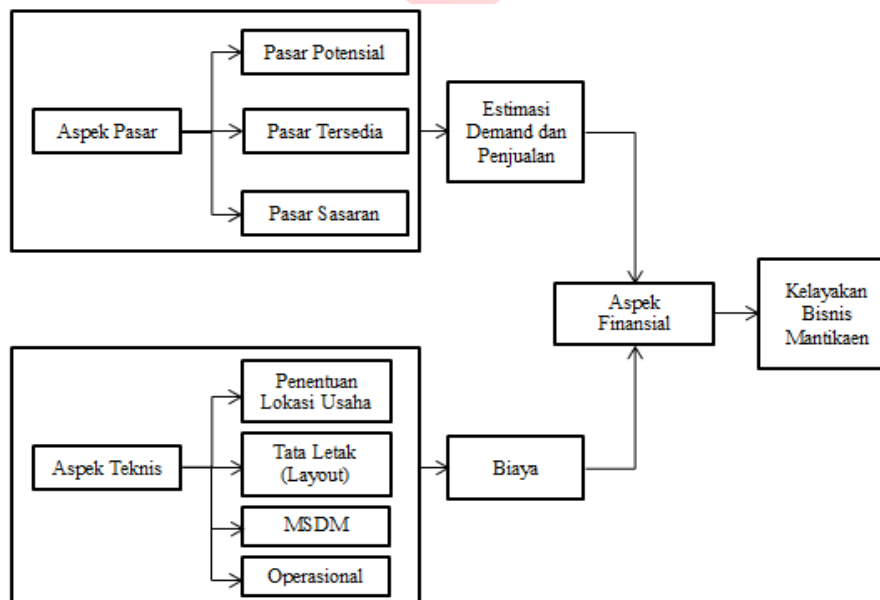 Aspek Pasar
Pasar Potensial
Pasar Tersedia
Pasar Sasaran
Estimasi
Demand dan
Penjualan
Aspek
Finansial
Kelayakan
Bisnis
Mantikaen
Aspek Teknis
Penentuan
Lokasi Usaha
Tata Letak
(Layout)
MSDM
Operasional
Biaya